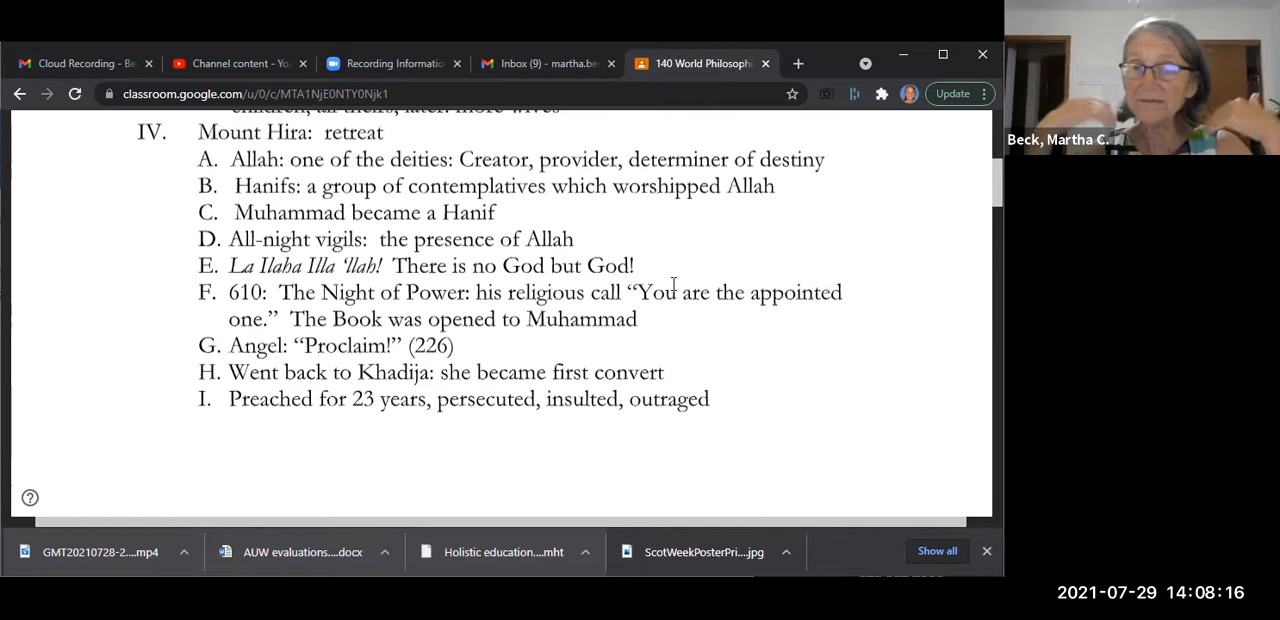 Cloud Recording - Be
Channel content - Yo
Recording Informatio
Inbox (9) - martha.be
140 World Philosophi
classroom.google.com/u/0/c/MTA1NjE0NTY0Njk1
Update
Beck, Martha C.
children, all theirs, later more wives
IV. Mount Hira: retreat
A. Allah: one of the deities: Creator, provider, determiner of destiny
B. Hanifs: a group of contemplatives which worshipped Allah
C. Muhammad became a Hanif
D. All-night vigils: the presence of Allah
E. La Ilaha Illa ‘llah! There is no God but God!
F. 610: The Night of Power: his religious call “You are the appointed
one.” The Book was opened to Muhammad
G. Angel: “Proclaim!” (226)
H. Went back to Khadija: she became first convert
I. Preached for 23 years, persecuted, insulted, outraged
GMT20210728-2....mp4
AUW evaluations....docx
Holistic education....mht
ScotWeekPosterPri....jpg
Show all
2021-07-29 14:08:16